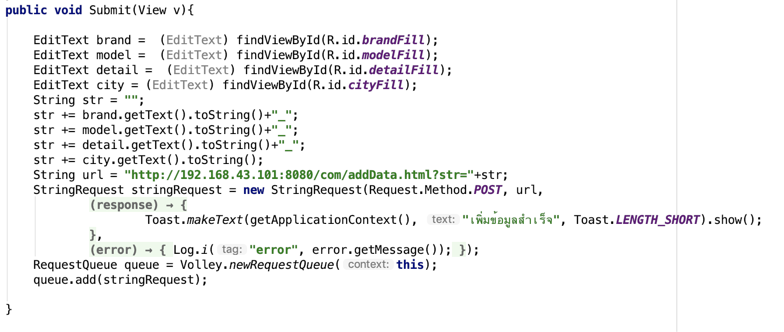 public void Submit(View v){
EditText brand =  (EditText) findViewById(R.id.brandFill);
EditText model =  (EditText) findViewById(R.id.modelFill);
EditText detail =  (EditText) findViewById(R.id.detailFill);
EditText city = (EditText) findViewById(R.id.cityFill);
String str = "";
str += brand.getText().toString()+"_";
str += model.getText().toString()+"_";
str += detail.getText().toString()+"_";
str += city.getText().toString();
String url = "http://192.168.43.101:8080/com/addData.html?str="+str;
StringRequest stringRequest = new StringRequest(Request.Method.POST, url,
(response) → {
Toast.makeText(getApplicationContext(), text: "เพิ่มข้อมูลสำเร็จ", Toast.LENGTH_SHORT).show();
},
(error) → { Log.i( tag: "error", error.getMessage()); });
RequestQueue queue = Volley.newRequestQueue( context: this);
queue.add(stringRequest);
}